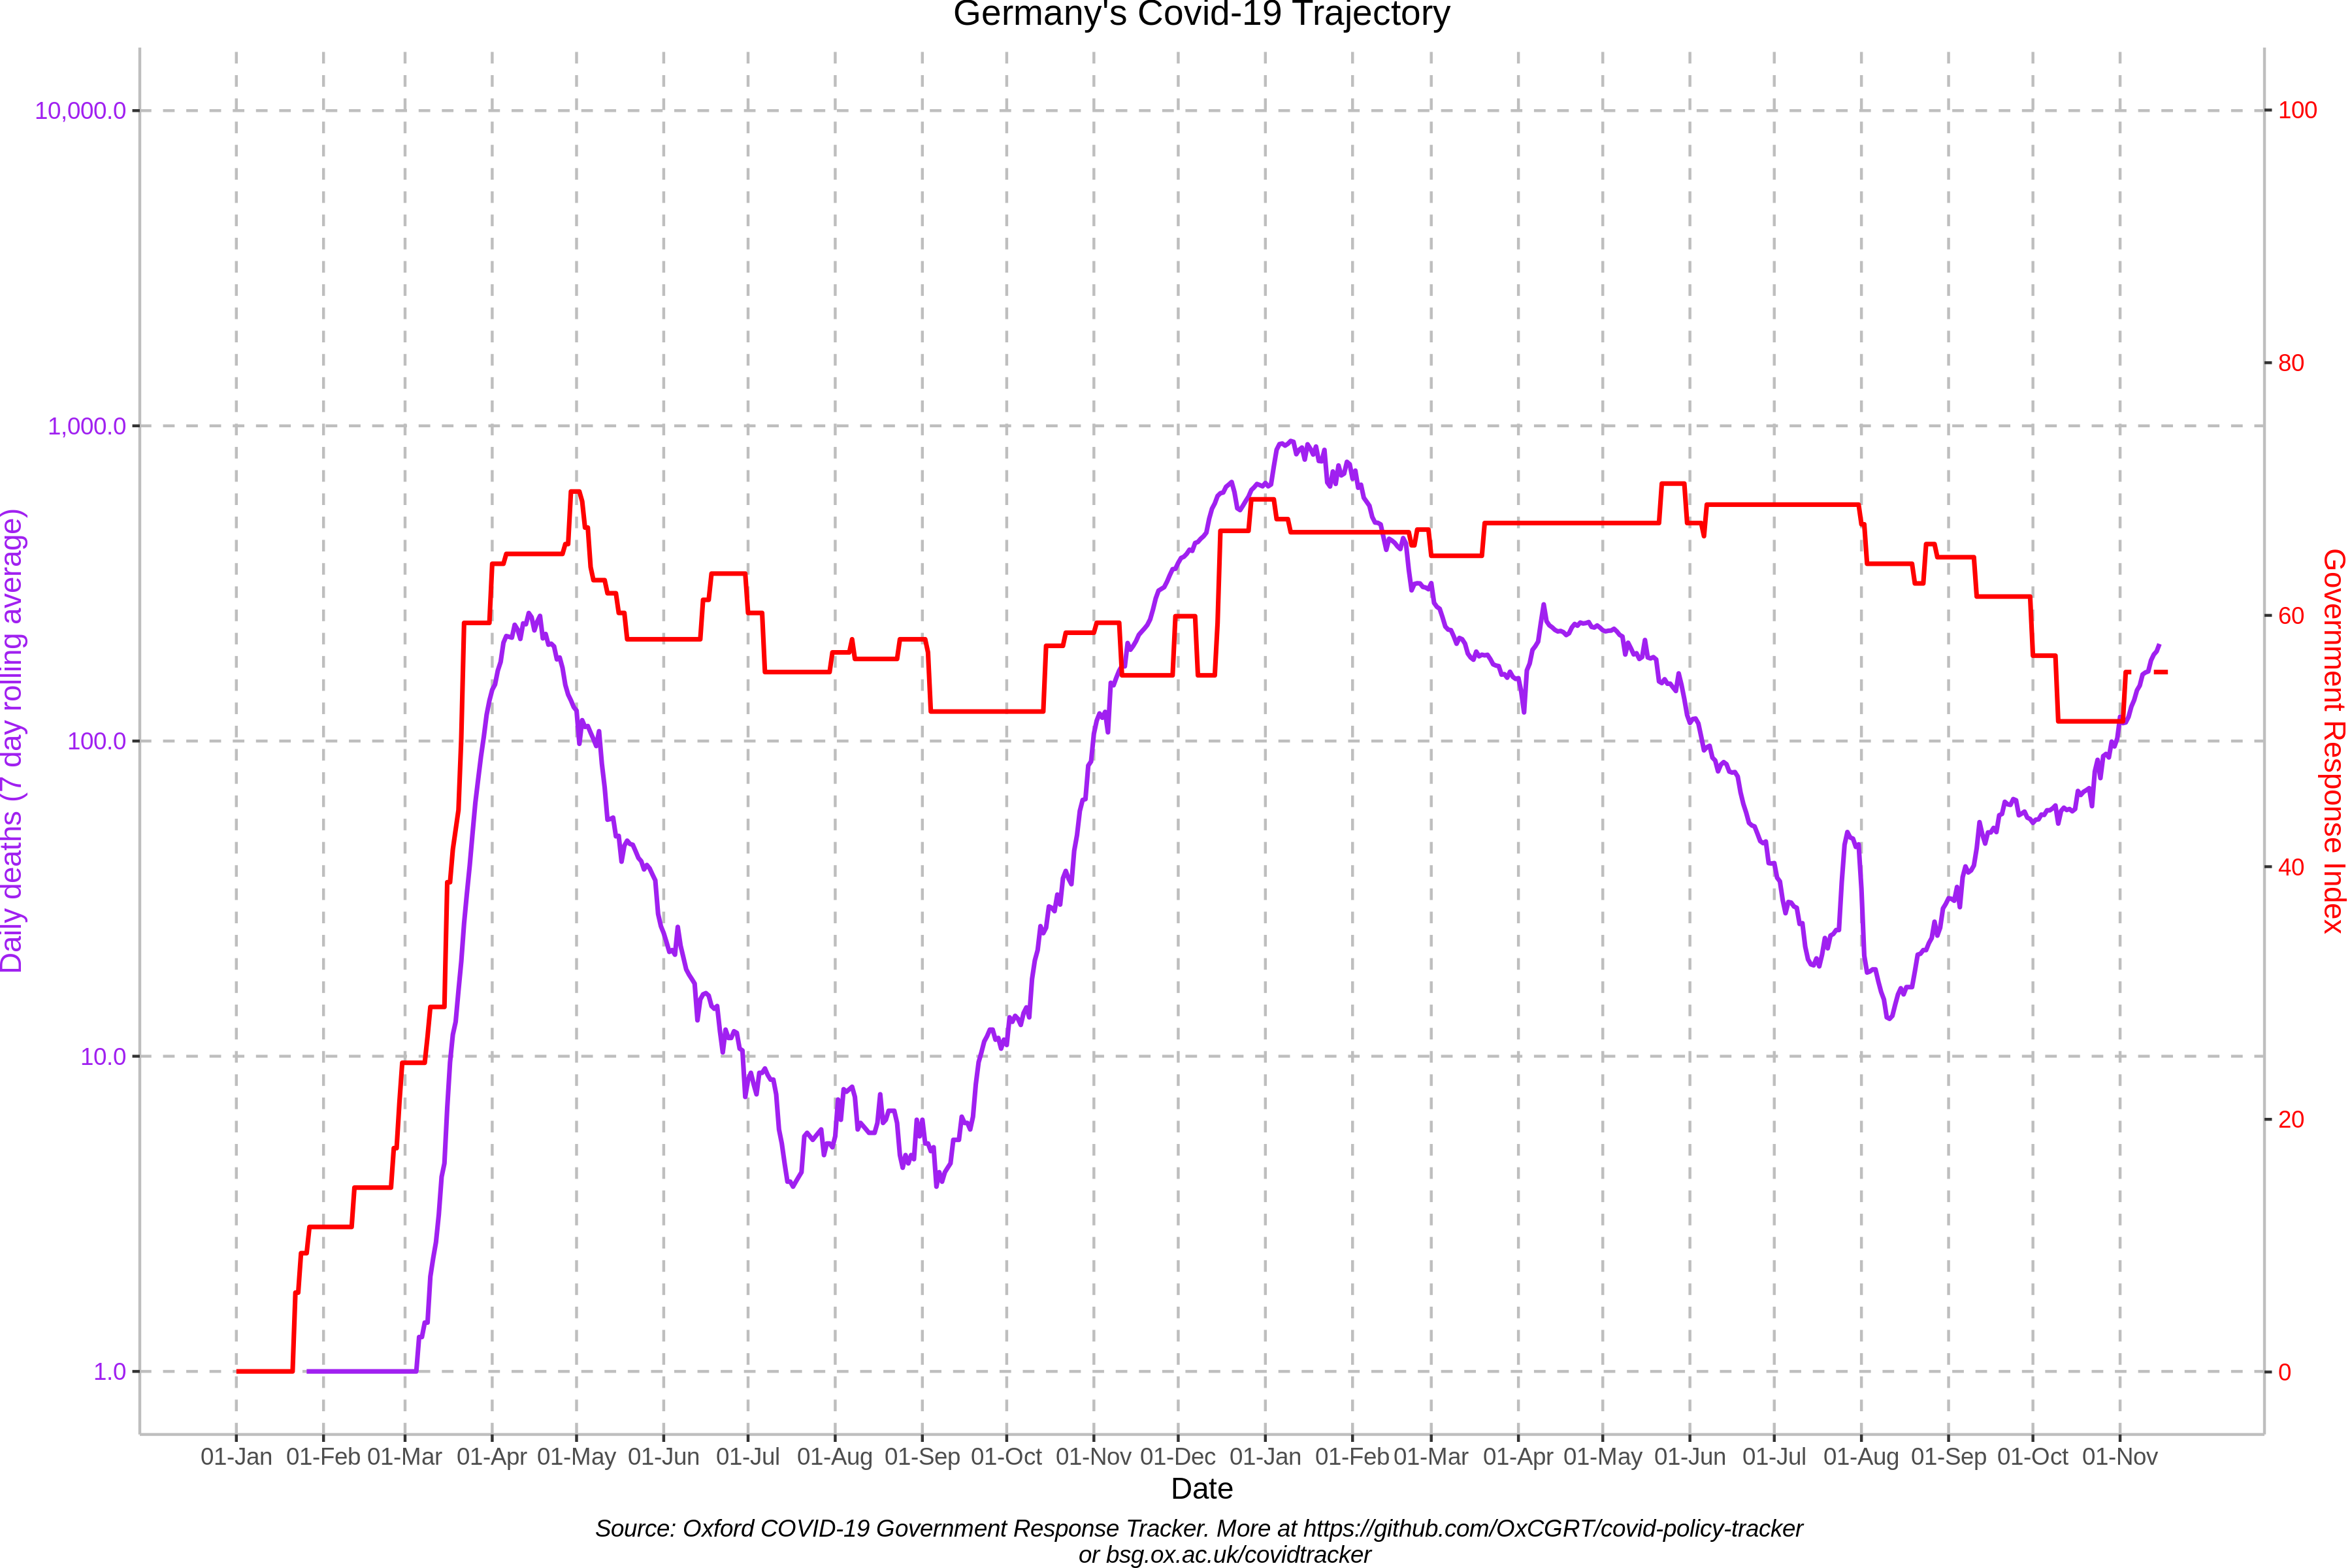 Germany's Covid-19 Trajectory
Daily deaths (7 day rolling average)
10,000.0
1,000.0
100.0
10.0
1.0
Government Response Index
100
80
60
40
20
0
01-Jan 01-Feb 01-Mar 01-Apr 01-May 01-Jun 01-Jul 01-Aug 01-Sep 01-Oct 01-Nov 01-Dec 01-Jan 01-Feb 01-Mar 01-Apr 01-May 01-Jun 01-Jul 01-Aug 01-Sep 01-Oct 01-Nov
Date
Source: Oxford COVID-19 Government Response Tracker. More at https://github.com/OxCGRT/covid-policy-tracker
or bsg.ox.ac.uk/covidtracker